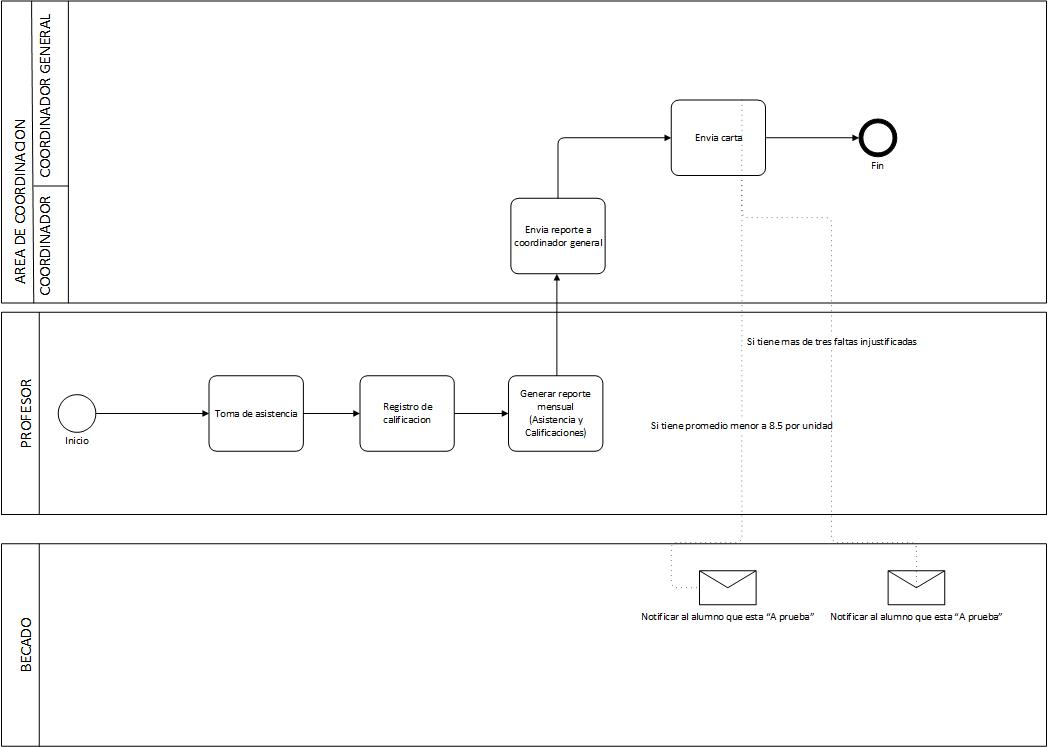 AREA DE COORDINACION
COORDINADOR GENERAL
COORDINADOR
Envia carta
Fin
Envia reporte a
coordinador general
PROFESOR
Inicio
Toma de asistencia
Registro de
calificacion
Generar reporte
mensual
(Asistencia y
Calificaciones)
Si tiene mas de tres faltas injustificadas
Si tiene promedio menor a 8.5 por unidad
BECADO
Notificar al alumno que esta “A prueba”
Notificar al alumno que esta “A prueba”